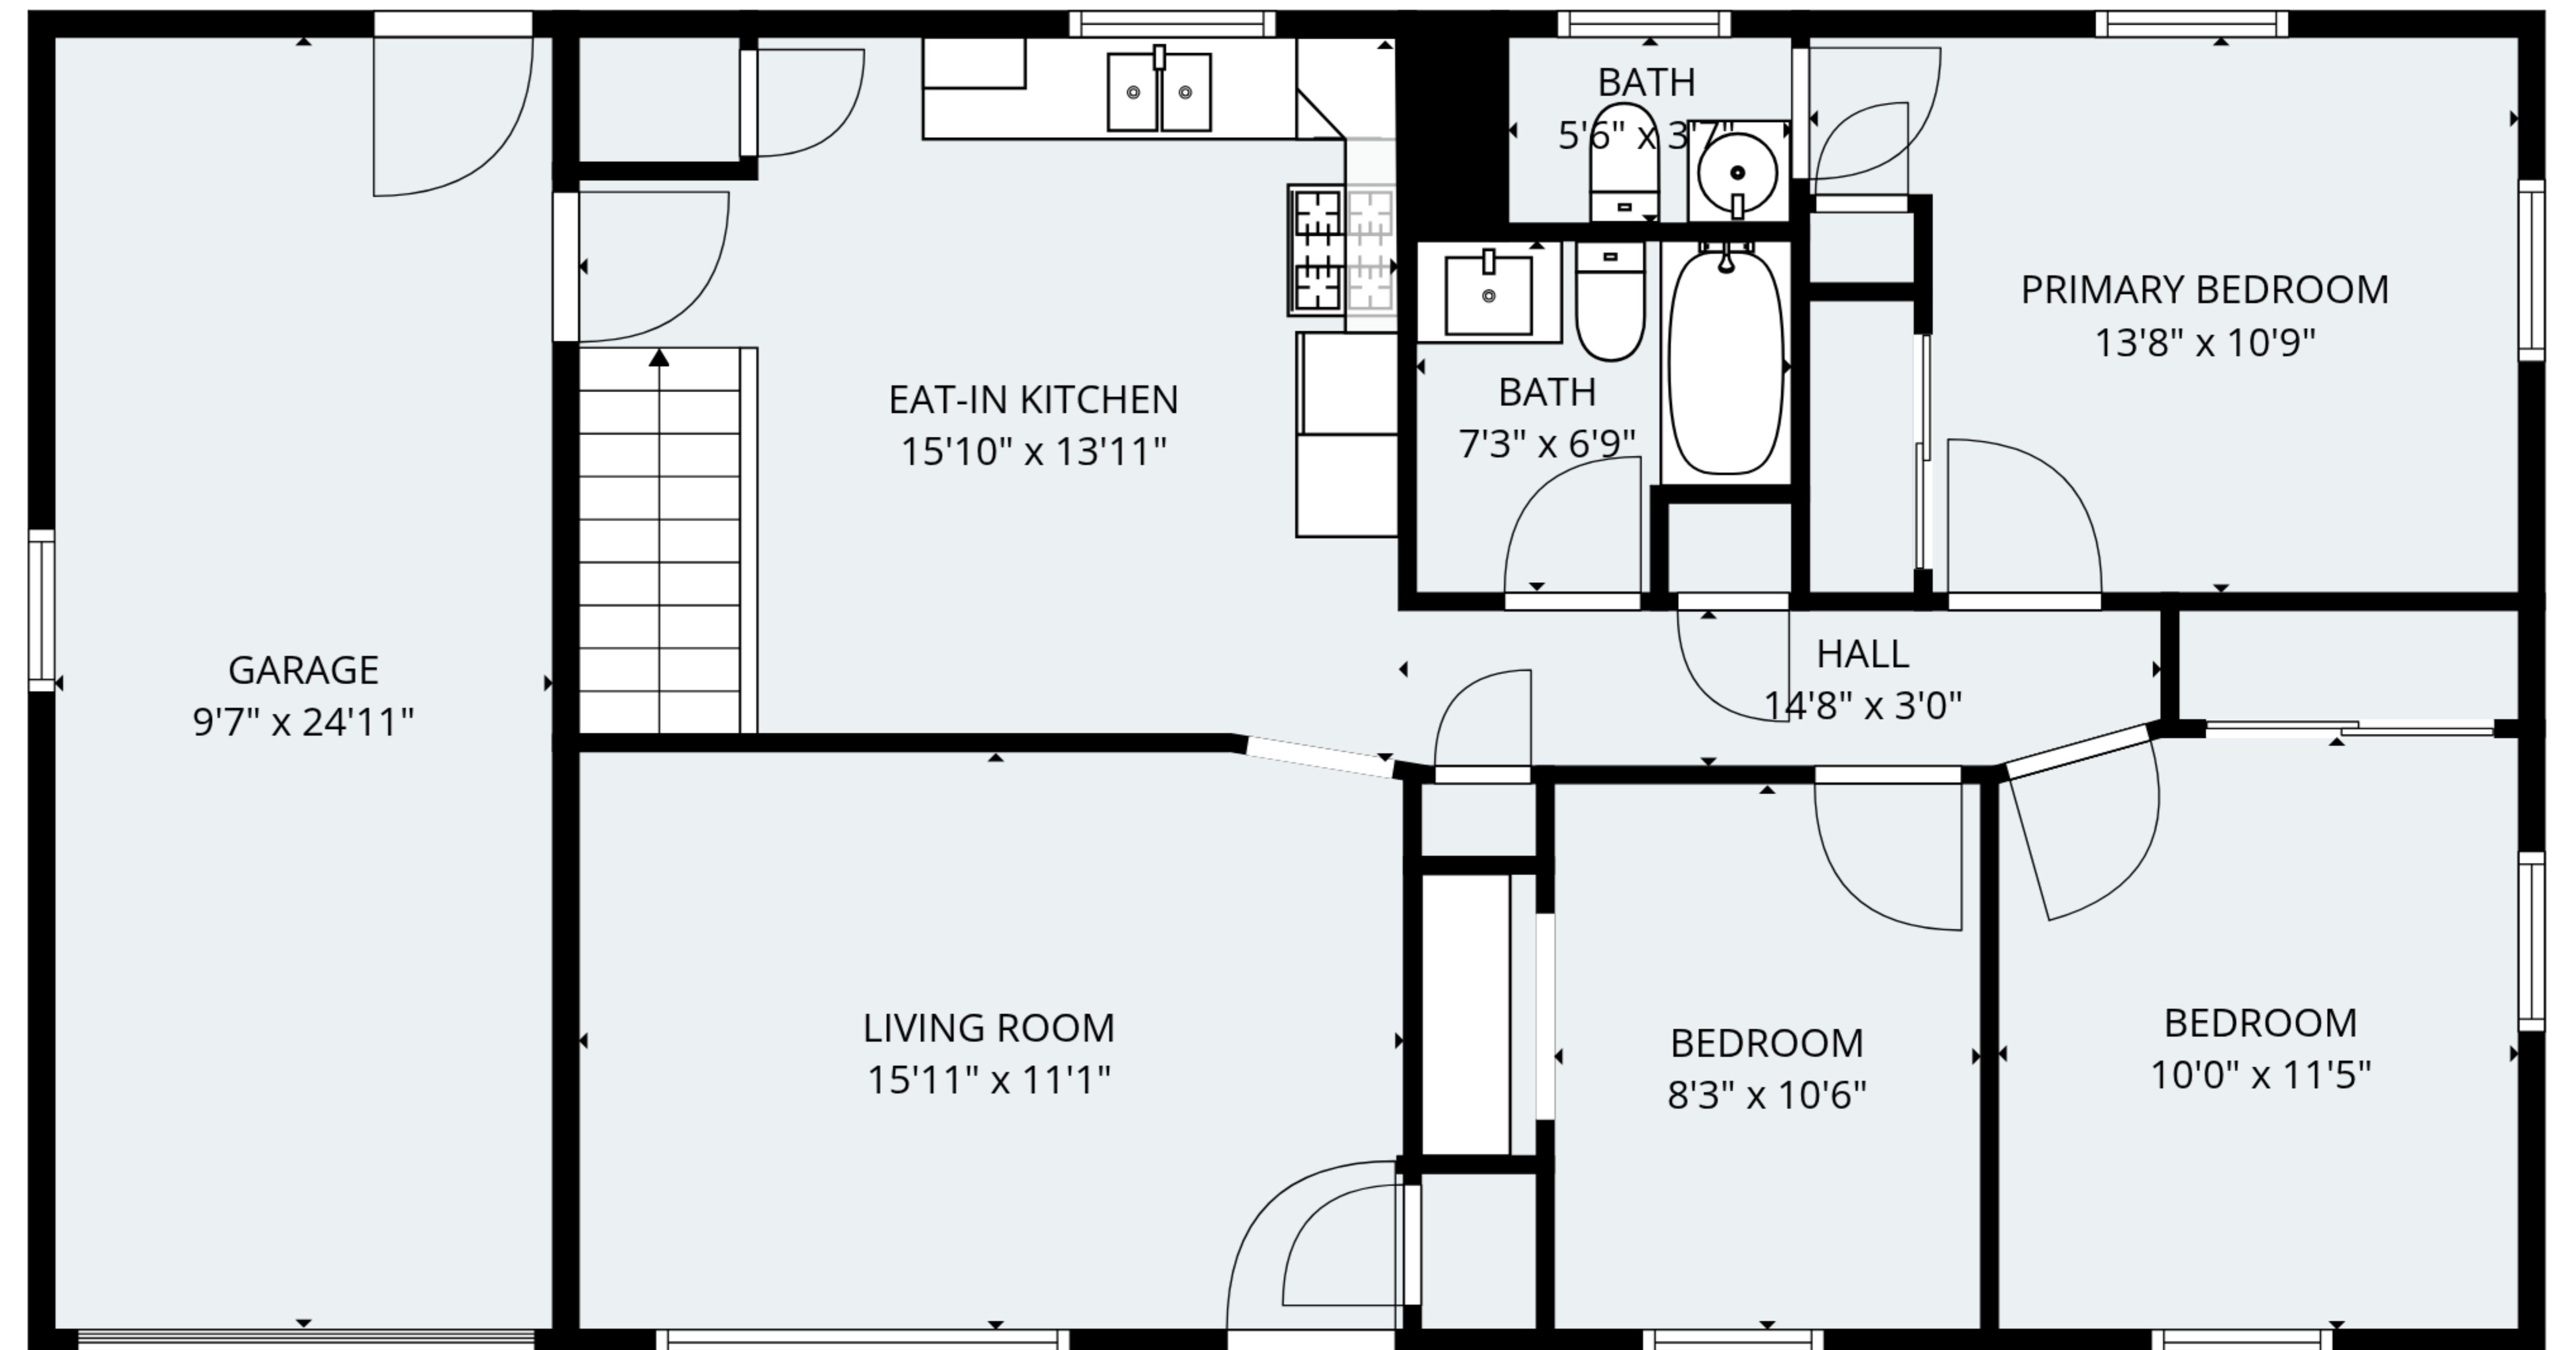 BATH
5'6" x 3'7"
PRIMARY BEDROOM
13'8" x 10'9"
EAT-IN KITCHEN
15'10" x 13'11"
BATH
7'3" x 6'9"
GARAGE
9'7" x 24'11"
HALL
14'8" x 3'0"
LIVING ROOM
15'11" x 11'1"
BEDROOM
8'3" x 10'6"
BEDROOM
10'0" x 11'5"